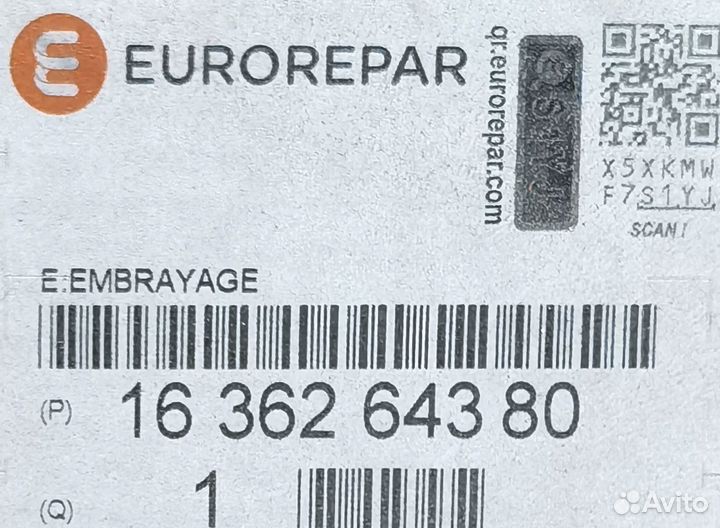 EUROREPAR
qr.eurorepar.com
X5XKMW
F7S1YJ
SCAN!
E.EMBRAYAGE
(P) 16 362 643 80
(Q) 1
Avito